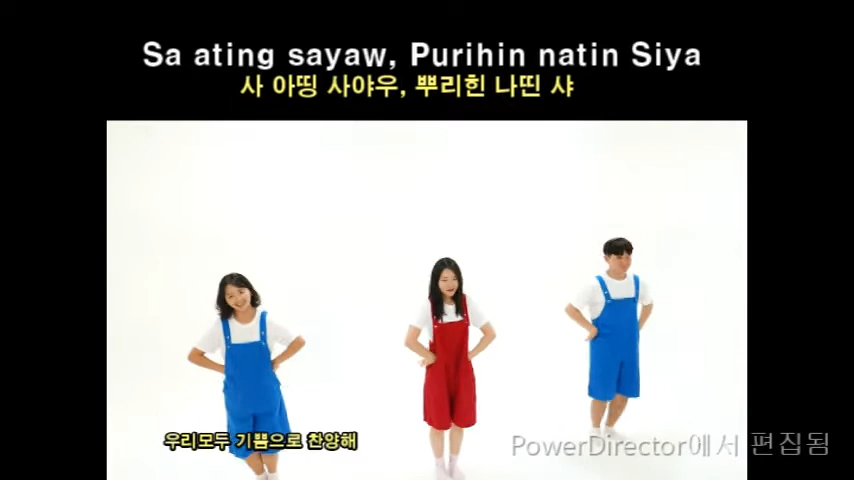 Sa ating sayaw, Purihin natin Siya
사 아띵 사야우, 뿌리힌 나띤 샤
우리모두 기쁨으로 찬양해
PowerDirector에서 편집됨